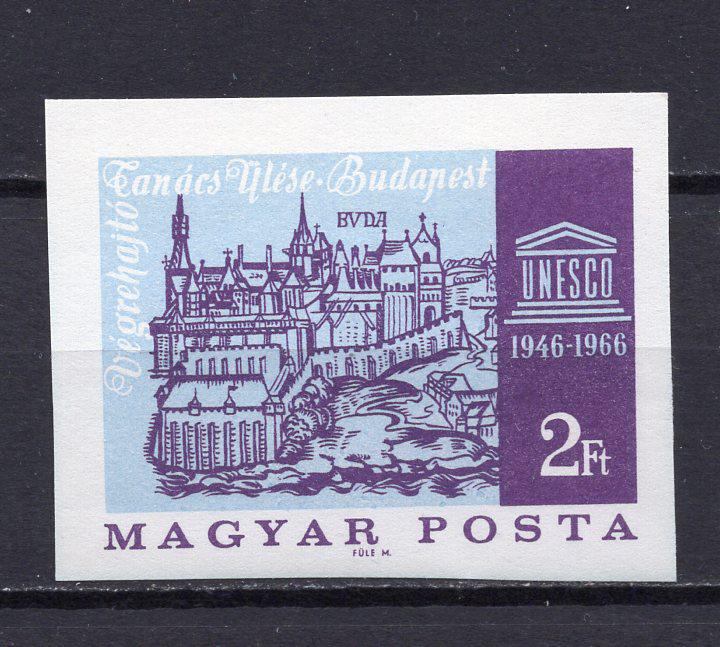 Végrehajtó Tanács Ülése · Budapest
BVDA
UNESCO
1946-1966
2Ft
MAGYAR POSTA
FÜLE M.